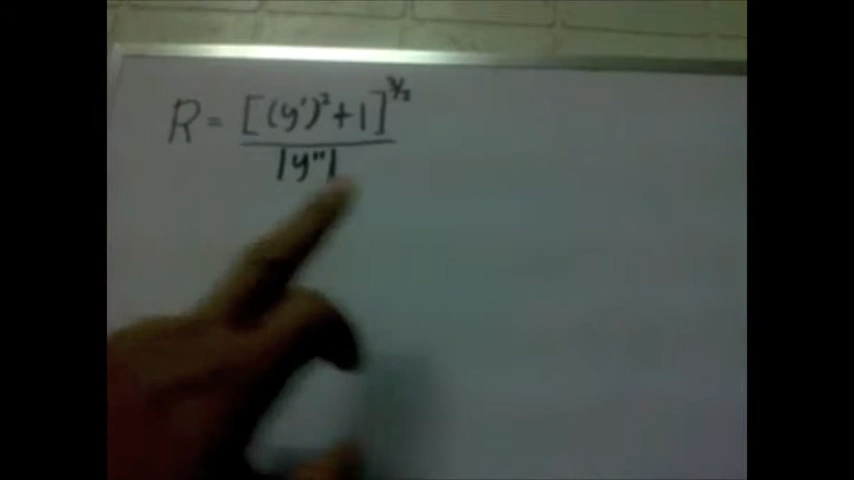 R = [(y')² + 1]^3/2
|y''|